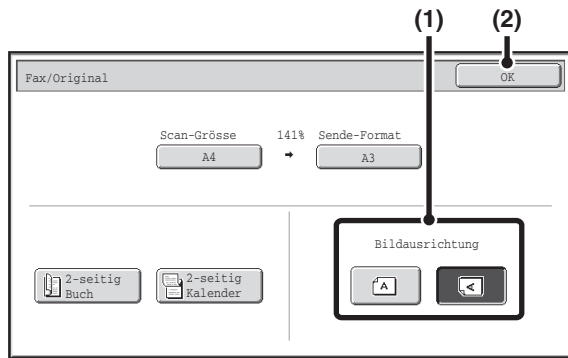 (1) (2)
Fax/Original OK
Scan-Grösse 141% Sende-Format
A4 → A3
Bildausrichtung
2-seitig
Buch
2-seitig
Kalender
A A